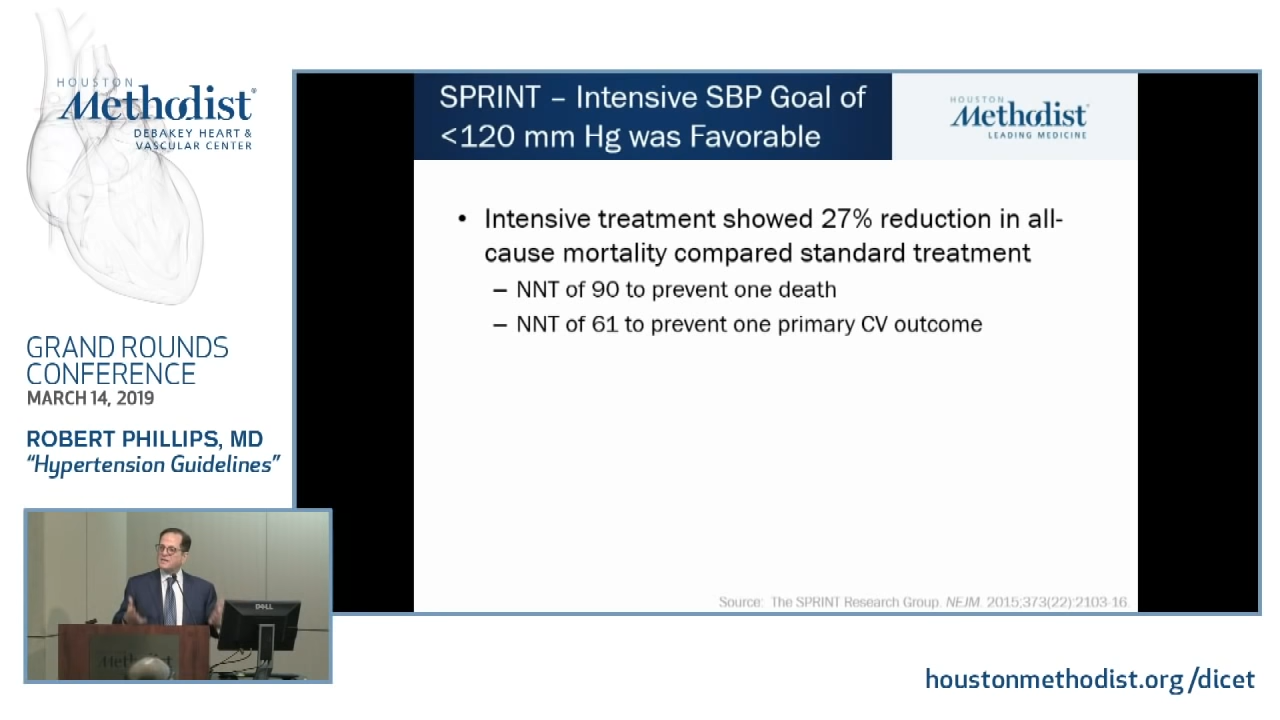 HOUSTON
Methodist®
DEBAKEY HEART &
VASCULAR CENTER
GRAND ROUNDS
CONFERENCE
MARCH 14, 2019
ROBERT PHILLIPS, MD
“Hypertension Guidelines”
SPRINT – Intensive SBP Goal of
<120 mm Hg was Favorable
HOUSTON
Methodist
LEADING MEDICINE
• Intensive treatment showed 27% reduction in all-
cause mortality compared standard treatment
– NNT of 90 to prevent one death
– NNT of 61 to prevent one primary CV outcome
Source: The SPRINT Research Group. NEJM. 2015;373(22):2103-16.
DELL
Methodist
houstonmethodist.org/dicet